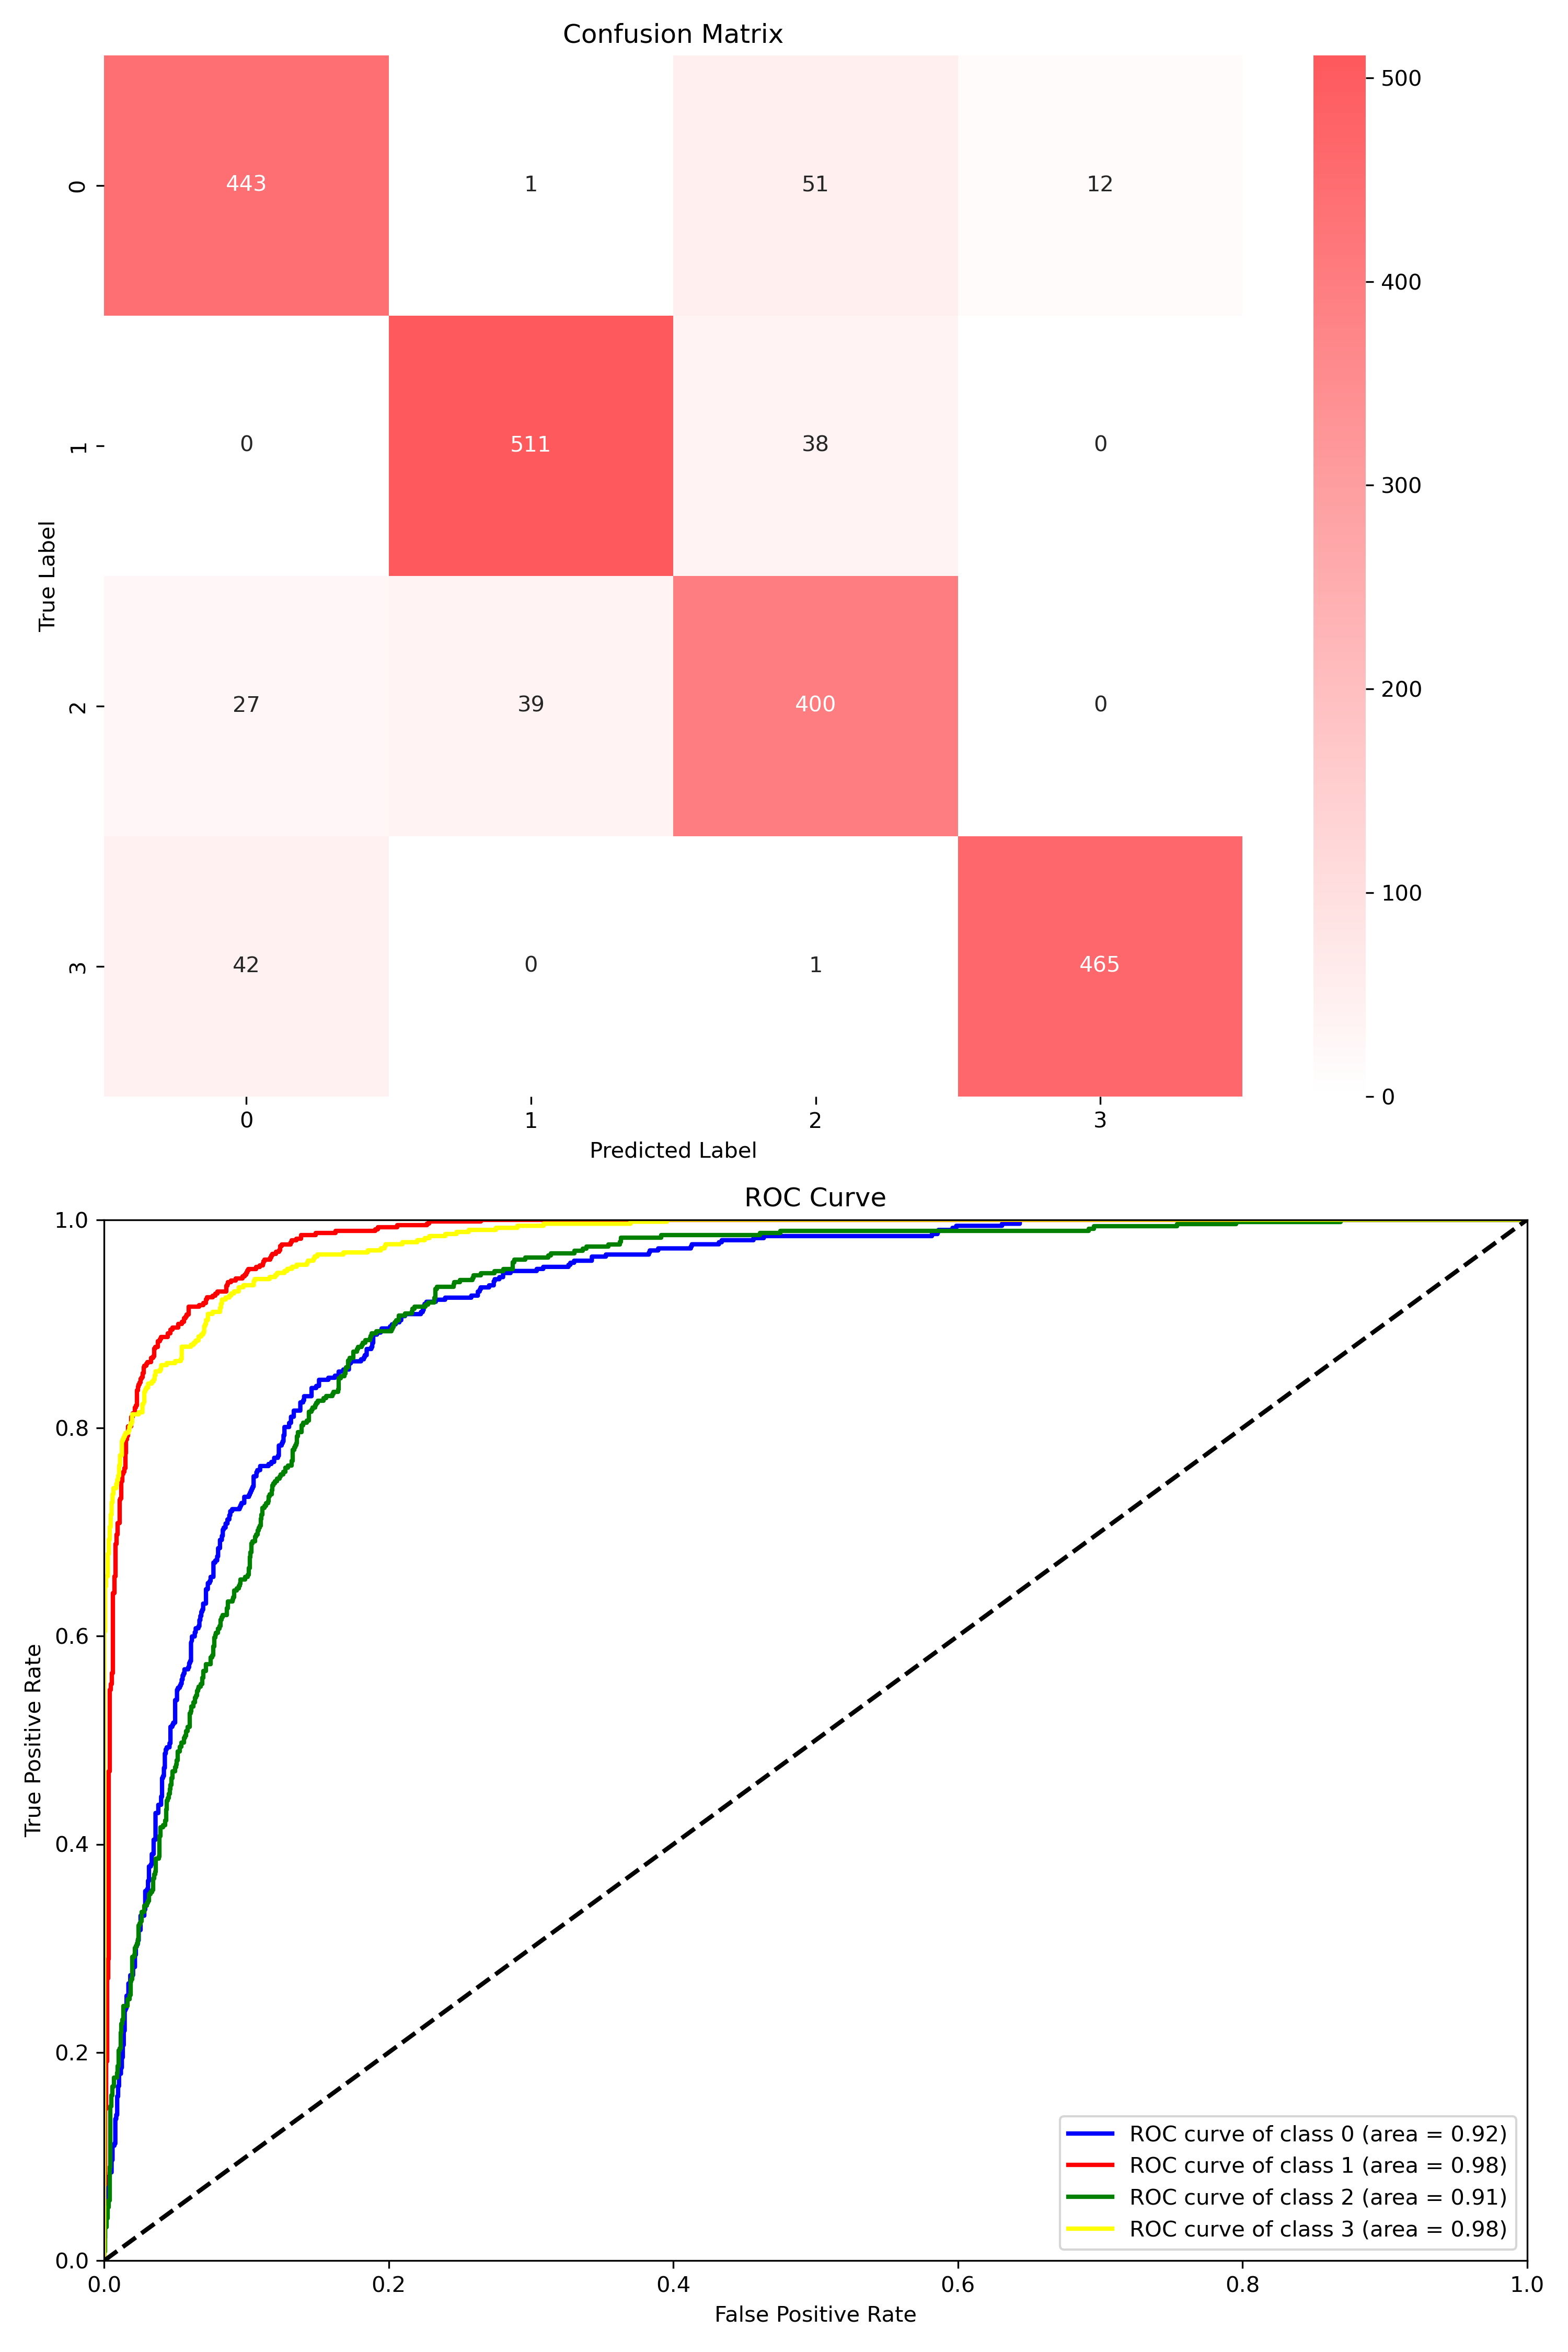 Confusion Matrix
500
443 1 51 12
0
400
0 511 38 0
1
300
True Label
27 39 400 0
2
200
100
42 0 1 465
3
0
0 1 2 3
Predicted Label
ROC Curve
1.0
0.8
0.6
True Positive Rate
0.4
0.2
ROC curve of class 0 (area = 0.92)
ROC curve of class 1 (area = 0.98)
ROC curve of class 2 (area = 0.91)
ROC curve of class 3 (area = 0.98)
0.0
0.0 0.2 0.4 0.6 0.8 1.0
False Positive Rate